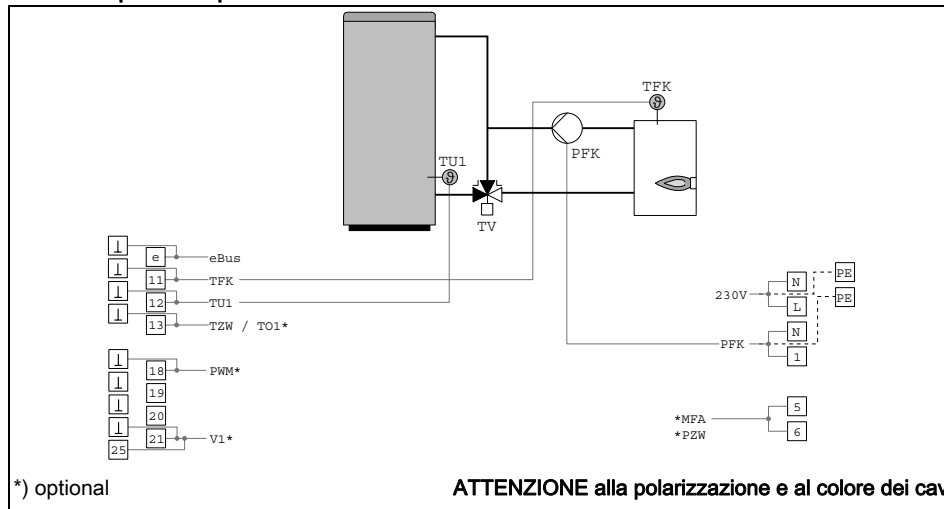 TFK
PFK
TU1
TV
⊥
e
eBus
⊥
11
TFK
⊥
12
TU1
⊥
13
TZW / TO1*
⊥
18
PWM*
⊥
19
⊥
20
⊥
21
V1*
25
N
PE
230V
L
PE
N
PFK
1
5
*MFA
*PZW
6
*) optional
ATTENZIONE alla polarizzazione e al colore dei